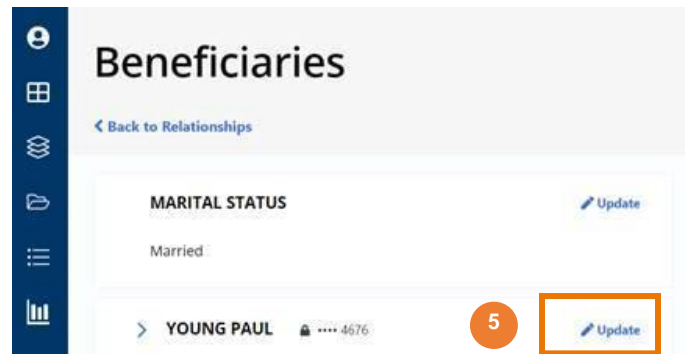 Beneficiaries
Back to Relationships
MARITAL STATUS
Update
Married
YOUNG PAUL
•••• 4676
5
Update